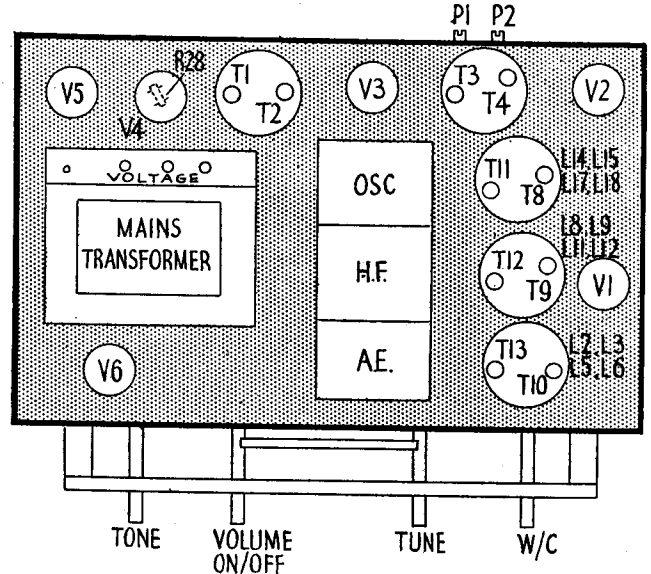 P1 P2
R28
V5
T1
V3
T3
V2
T2
T4
V4
L14,L15
T11
VOLTAGE
OSC
T8
L17,L18
MAINS
TRANSFORMER
L8,L9
L11,L12
H.F.
T12
T9
V1
V6
A.E.
T13
L2,L3
T10
L5,L6
TONE
VOLUME
ON/OFF
TUNE
W/C